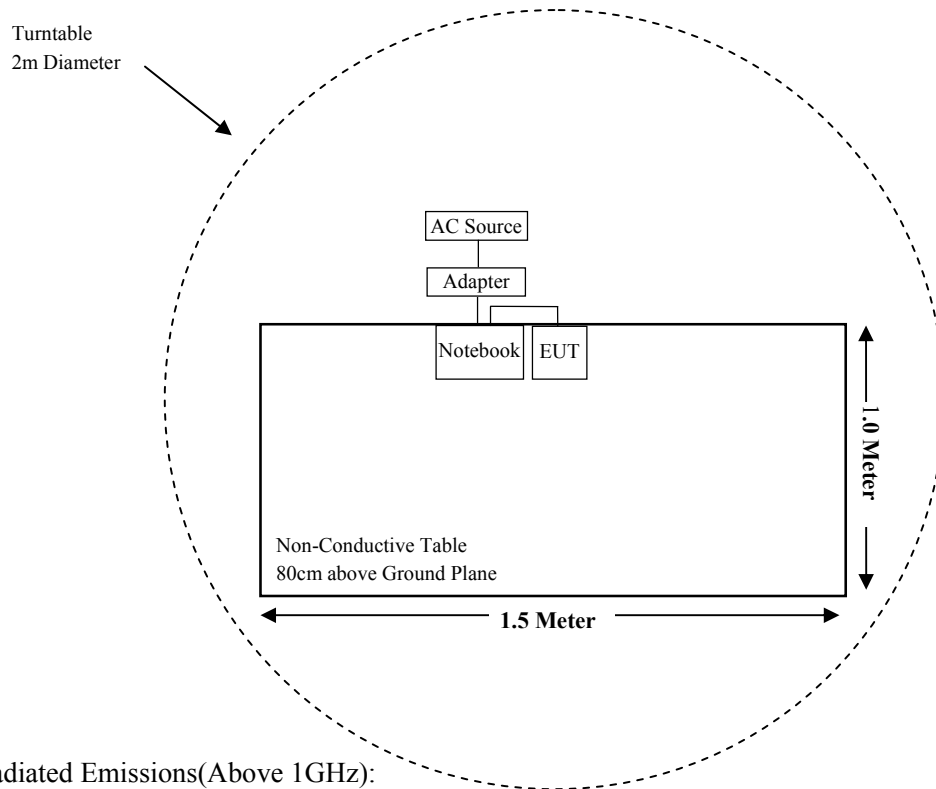 Turntable
2m Diameter
AC Source
Adapter
Notebook
EUT
1.0 Meter
Non-Conductive Table
80cm above Ground Plane
1.5 Meter
adiated Emissions(Above 1GHz):